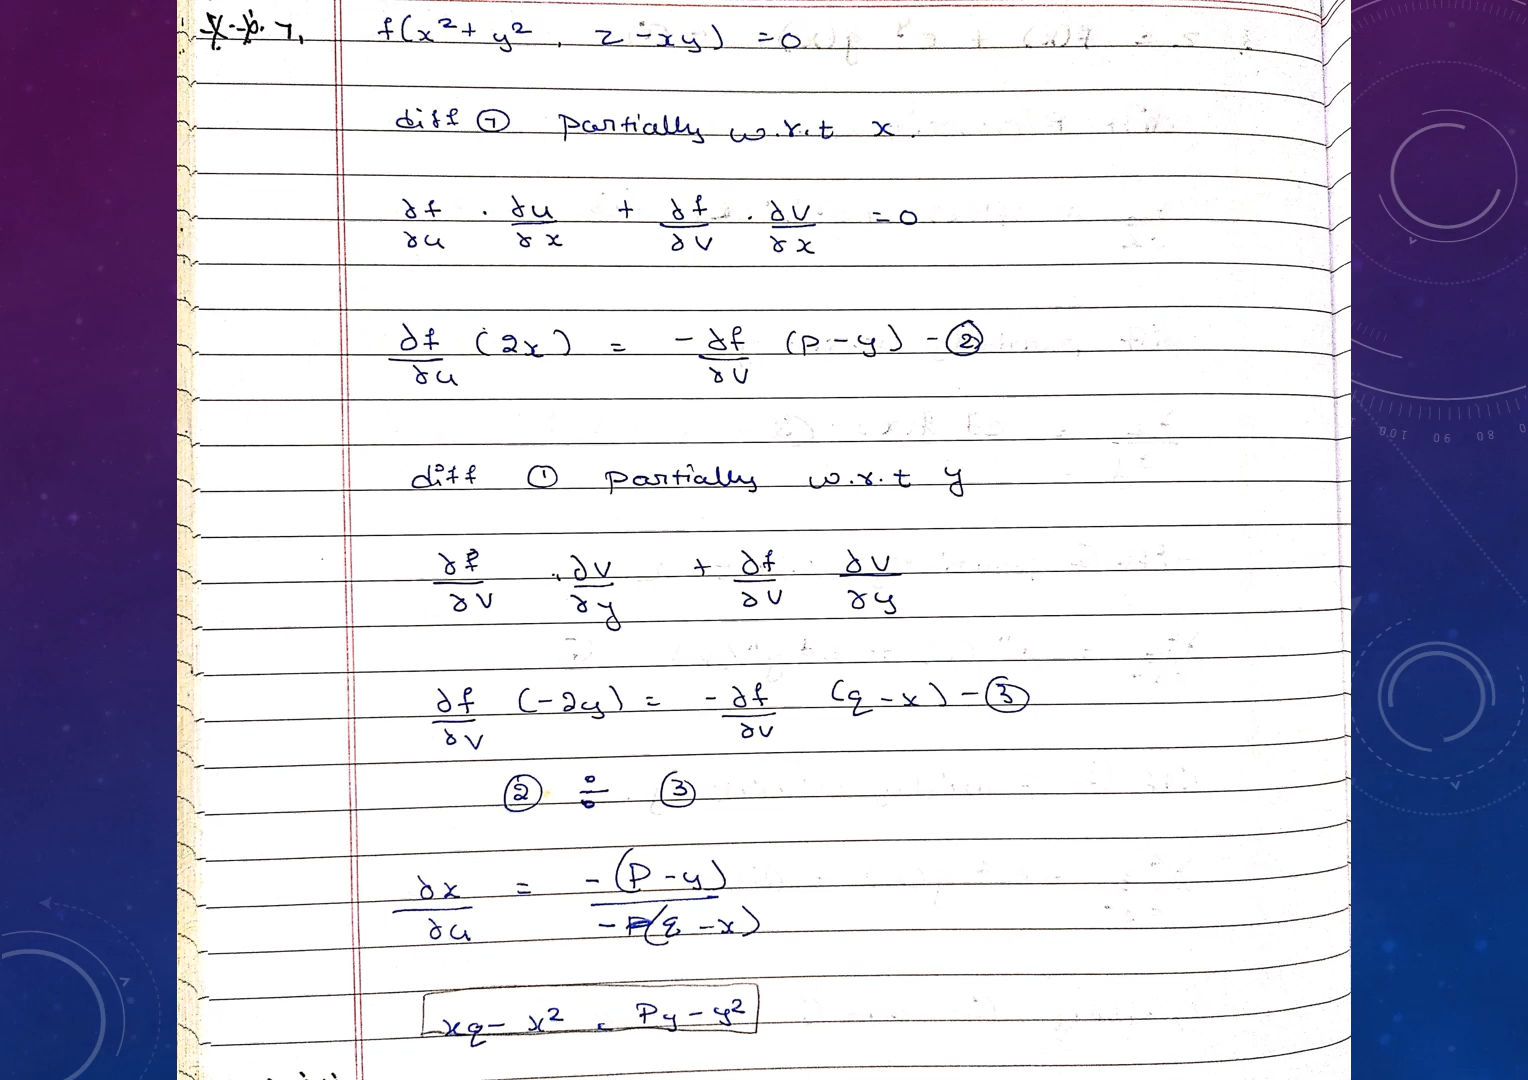 f(x² + y², z - xy) = 0
diff ① partially w.r.t x.
∂f/∂u . ∂u/∂x + ∂f/∂v . ∂v/∂x = 0
∂f/∂u (2x) = -∂f/∂v (p - y) - ②
diff ① partially w.r.t y
∂f/∂v . ∂v/∂y + ∂f/∂v ∂v/∂y
∂f/∂v (-2y) = -∂f/∂v (q - x) - ③
② ÷ ③
∂x/∂u = -(p - y)/-(q - x)
xq - x² = Py - y²